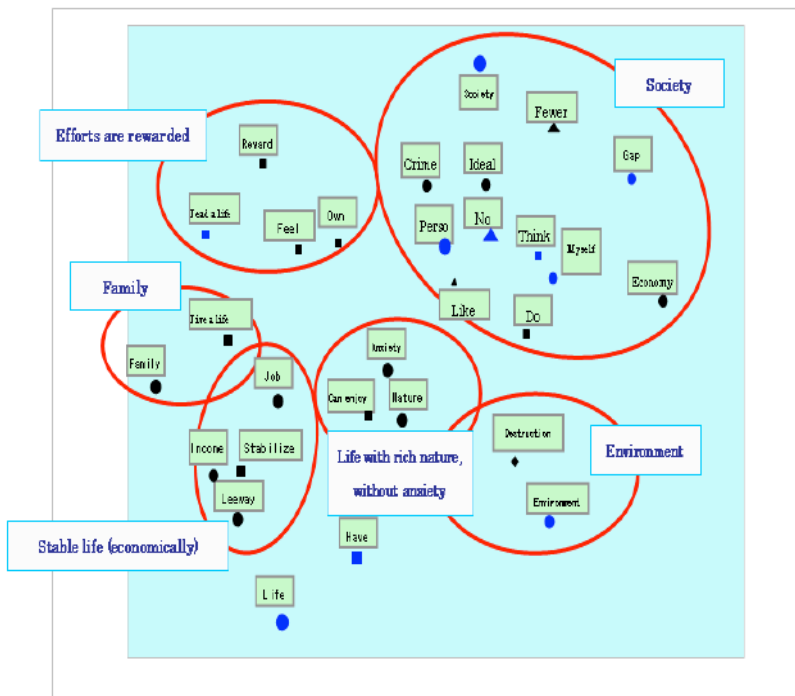 Society
Society
Fewer
Efforts are rewarded
Reward
Gap
Crime
Ideal
Lead a life
Feel
Own
Perso
No
Think
Myself
Economy
Family
Live a life
Like
Do
Family
Job
Anxiety
Can enjoy
Nature
Destruction
Environment
Income
Stabilize
Life with rich nature,
without anxiety
Leeway
Environment
Stable life (economically)
Have
Life